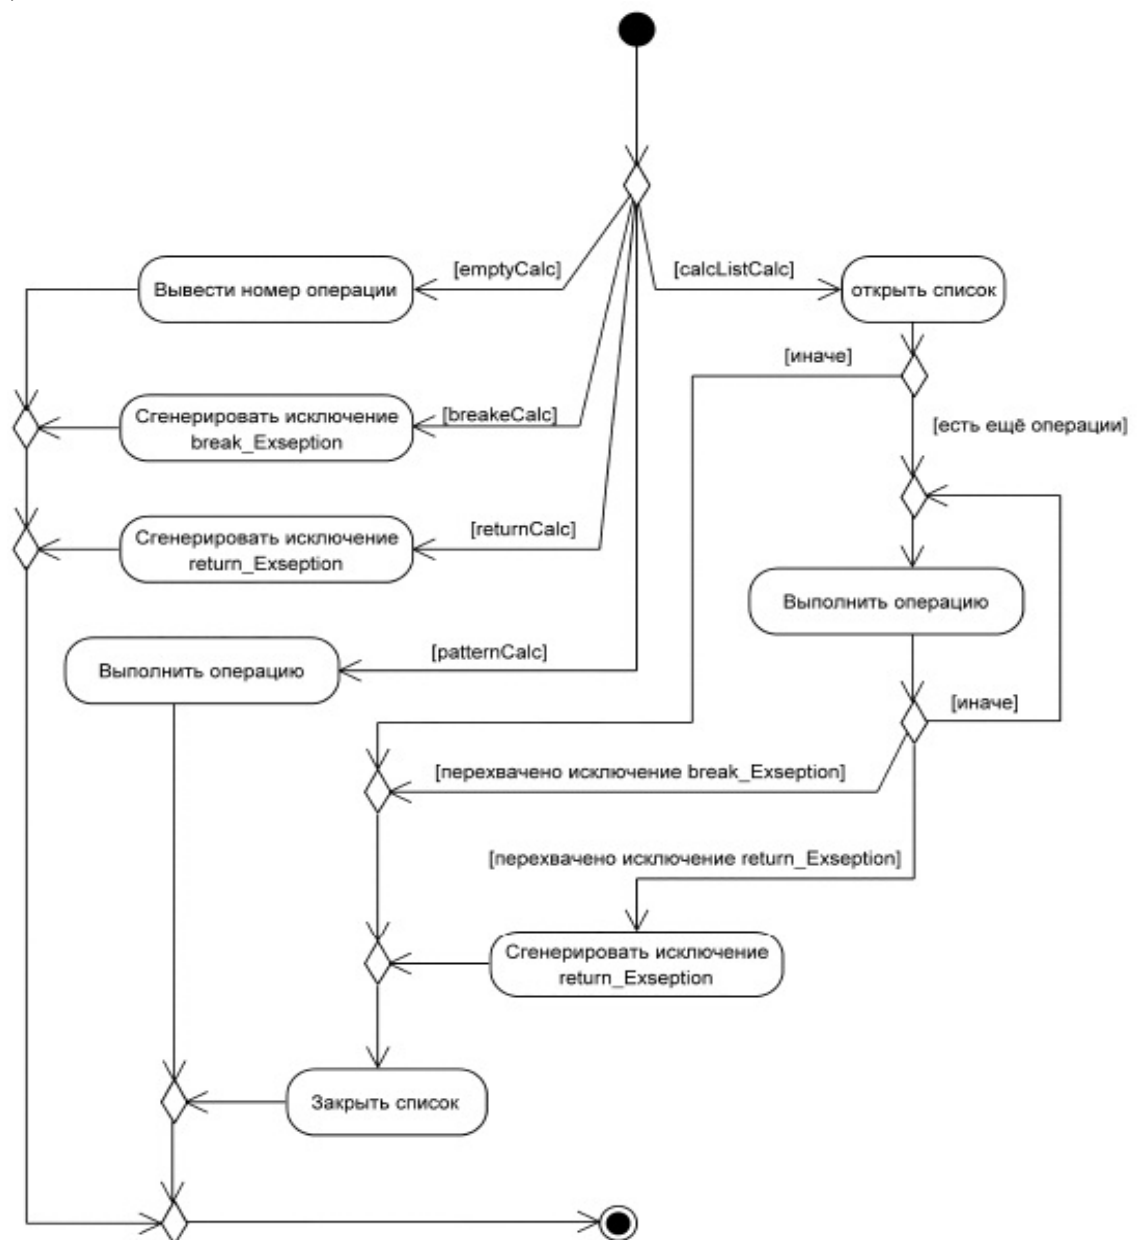 [emptyCalc]
[calcListCalc]
Вывести номер операции
открыть список
[иначе]
[breakeCalc]
Сгенерировать исключение
break_Exseption
[есть ещё операции]
[returnCalc]
Сгенерировать исключение
return_Exseption
Выполнить операцию
[patternCalc]
Выполнить операцию
[иначе]
[перехвачено исключение break_Exseption]
[перехвачено исключение return_Exseption]
Сгенерировать исключение
return_Exseption
Закрыть список